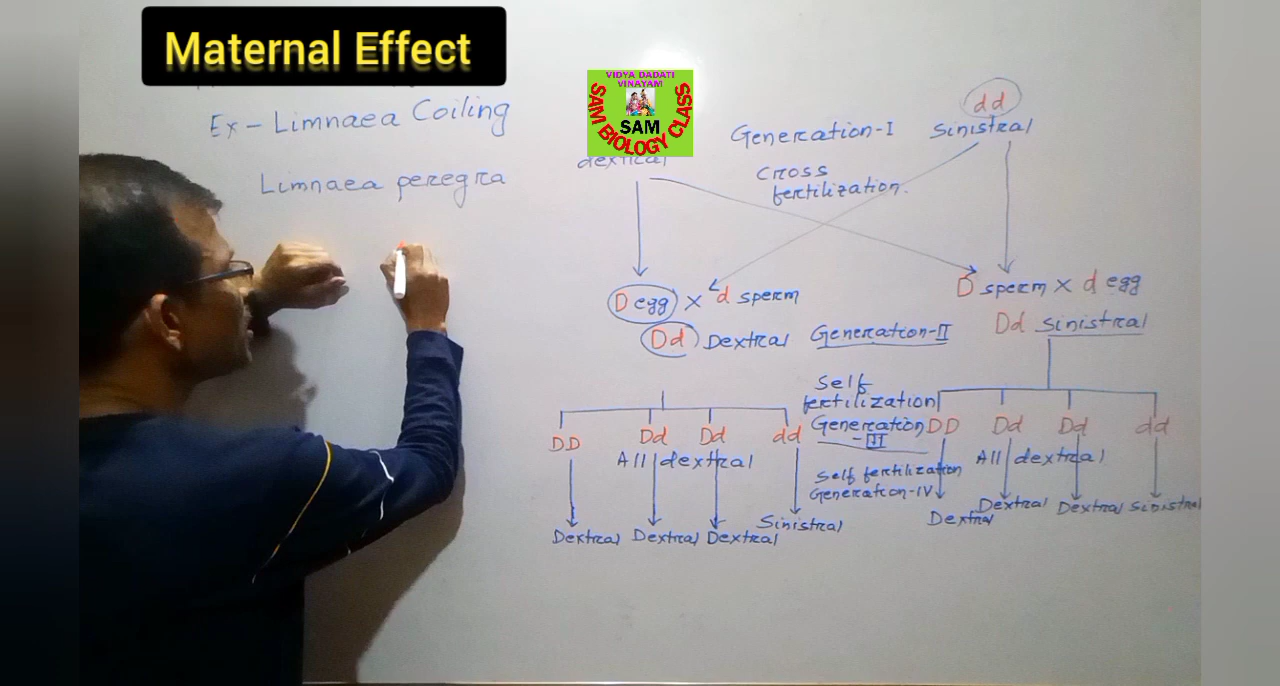 Maternal Effect
VIDYA DADATI
VINAYAM
SAM BIOLOGY CLASS
SAM
Ex - Limnaea Coiling
Limnaea peregra
dextral
Generation-I
dd
Sinistral
Cross
fertilization.
D egg × d sperm
D sperm × d egg
Dd Dextral Generation-II
Dd Sinistral
Self
fertilization
Generation
-III
DD Dd Dd dd
All dextral
DD Dd Dd dd
All dextral
Self fertilization
Generation-IV
Dextral Dextral Dextral Sinistral
Dextral Dextral Dextral Sinistral